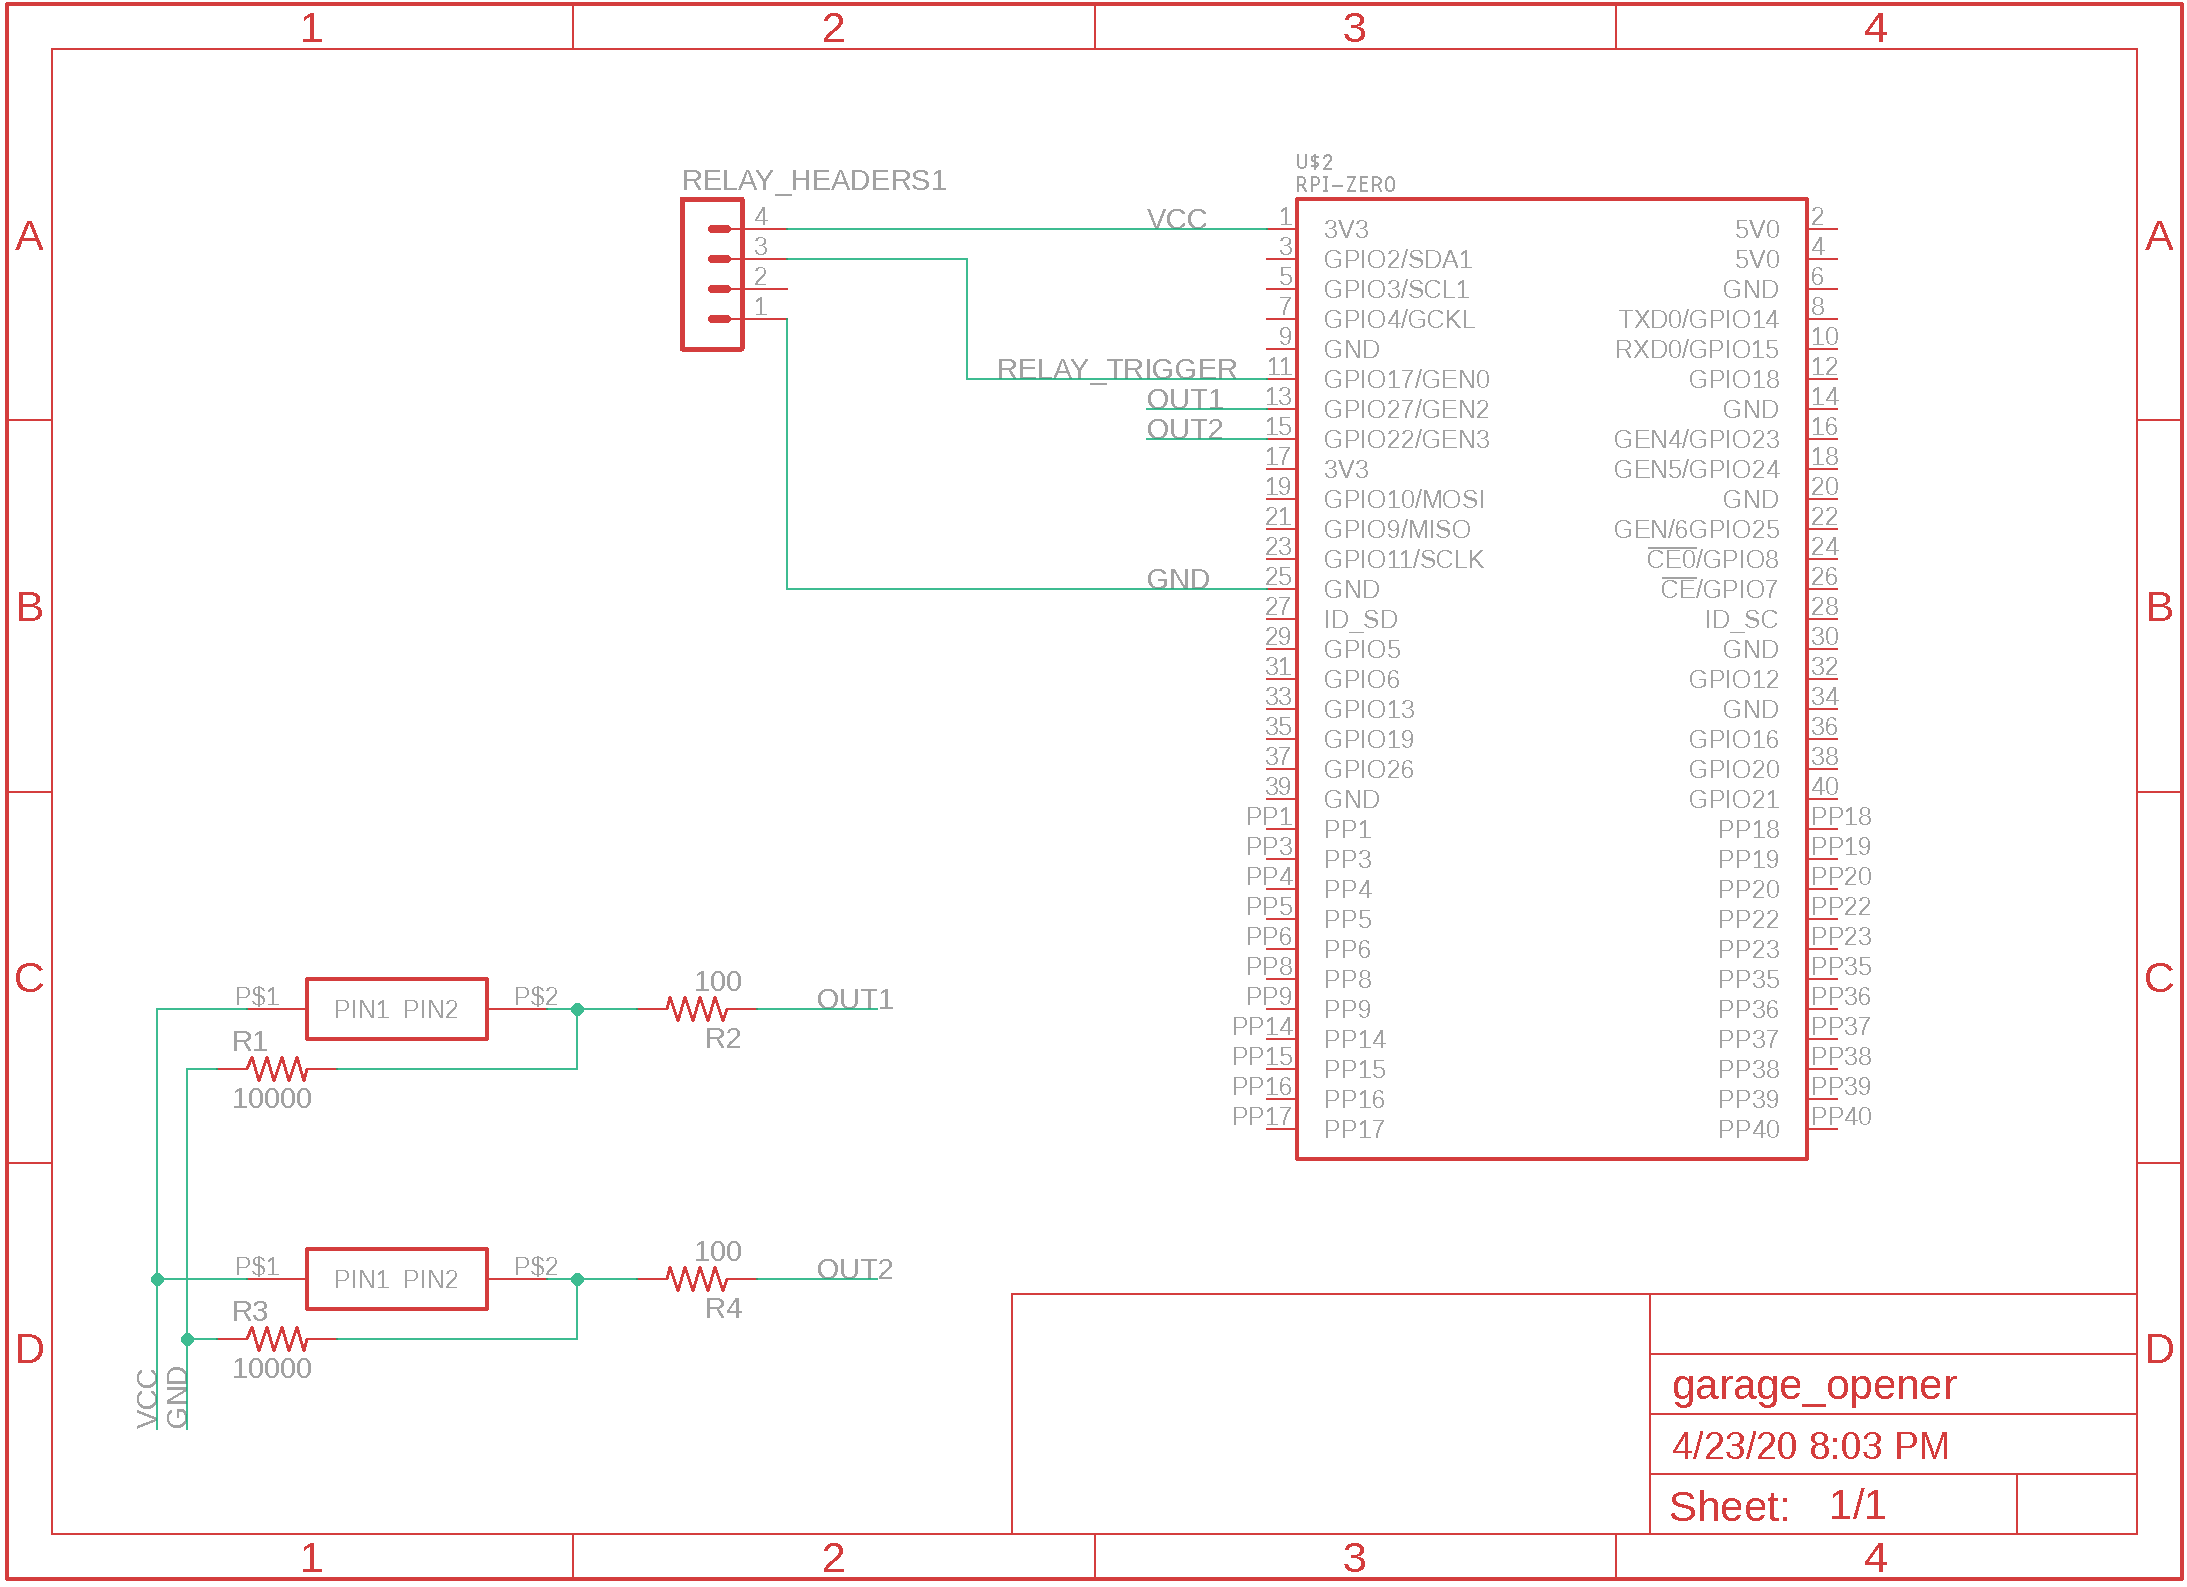 1 2 3 4
A A
B B
C C
D D
RELAY_HEADERS1
4
3
2
1
VCC
RELAY_TRIGGER
OUT1
OUT2
GND
U$2
RPI-ZERO
1 3V3 5V0 2
3 GPIO2/SDA1 5V0 4
5 GPIO3/SCL1 GND 6
7 GPIO4/GCKL TXD0/GPIO14 8
9 GND RXD0/GPIO15 10
11 GPIO17/GEN0 GPIO18 12
13 GPIO27/GEN2 GND 14
15 GPIO22/GEN3 GEN4/GPIO23 16
17 3V3 GEN5/GPIO24 18
19 GPIO10/MOSI GND 20
21 GPIO9/MISO GEN/6GPIO25 22
23 GPIO11/SCLK CE0/GPIO8 24
25 GND CE/GPIO7 26
27 ID_SD ID_SC 28
29 GPIO5 GND 30
31 GPIO6 GPIO12 32
33 GPIO13 GND 34
35 GPIO19 GPIO16 36
37 GPIO26 GPIO20 38
39 GND GPIO21 40
PP1 PP1 PP18 PP18
PP3 PP3 PP19 PP19
PP4 PP4 PP20 PP20
PP5 PP5 PP22 PP22
PP6 PP6 PP23 PP23
PP8 PP8 PP35 PP35
PP9 PP9 PP36 PP36
PP14 PP14 PP37 PP37
PP15 PP15 PP38 PP38
PP16 PP16 PP39 PP39
PP17 PP17 PP40 PP40
P$1 PIN1 PIN2 P$2 100 OUT1
R1 R2
10000
P$1 PIN1 PIN2 P$2 100 OUT2
R3 R4
10000
VCC
GND
garage_opener
4/23/20 8:03 PM
Sheet: 1/1
1 2 3 4